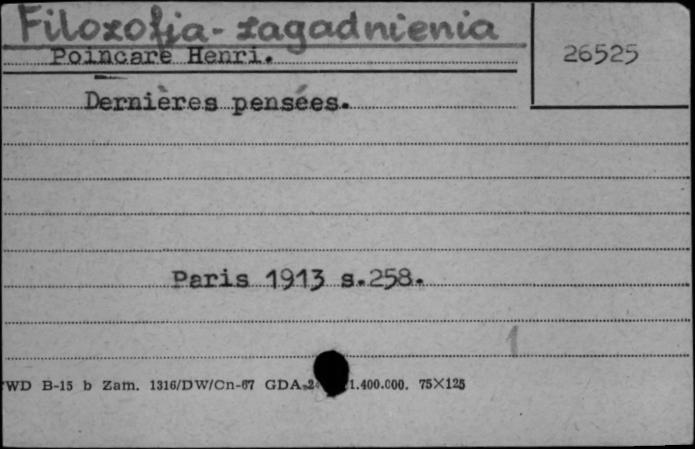 Filozofja - zagadnienia
Poincaré Henri.
26525
Dernières pensées.
Paris 1913 s.258.
1
WD B-15 b Zam. 1316/DW/Cn-67 GDA 1.400.000. 75X125